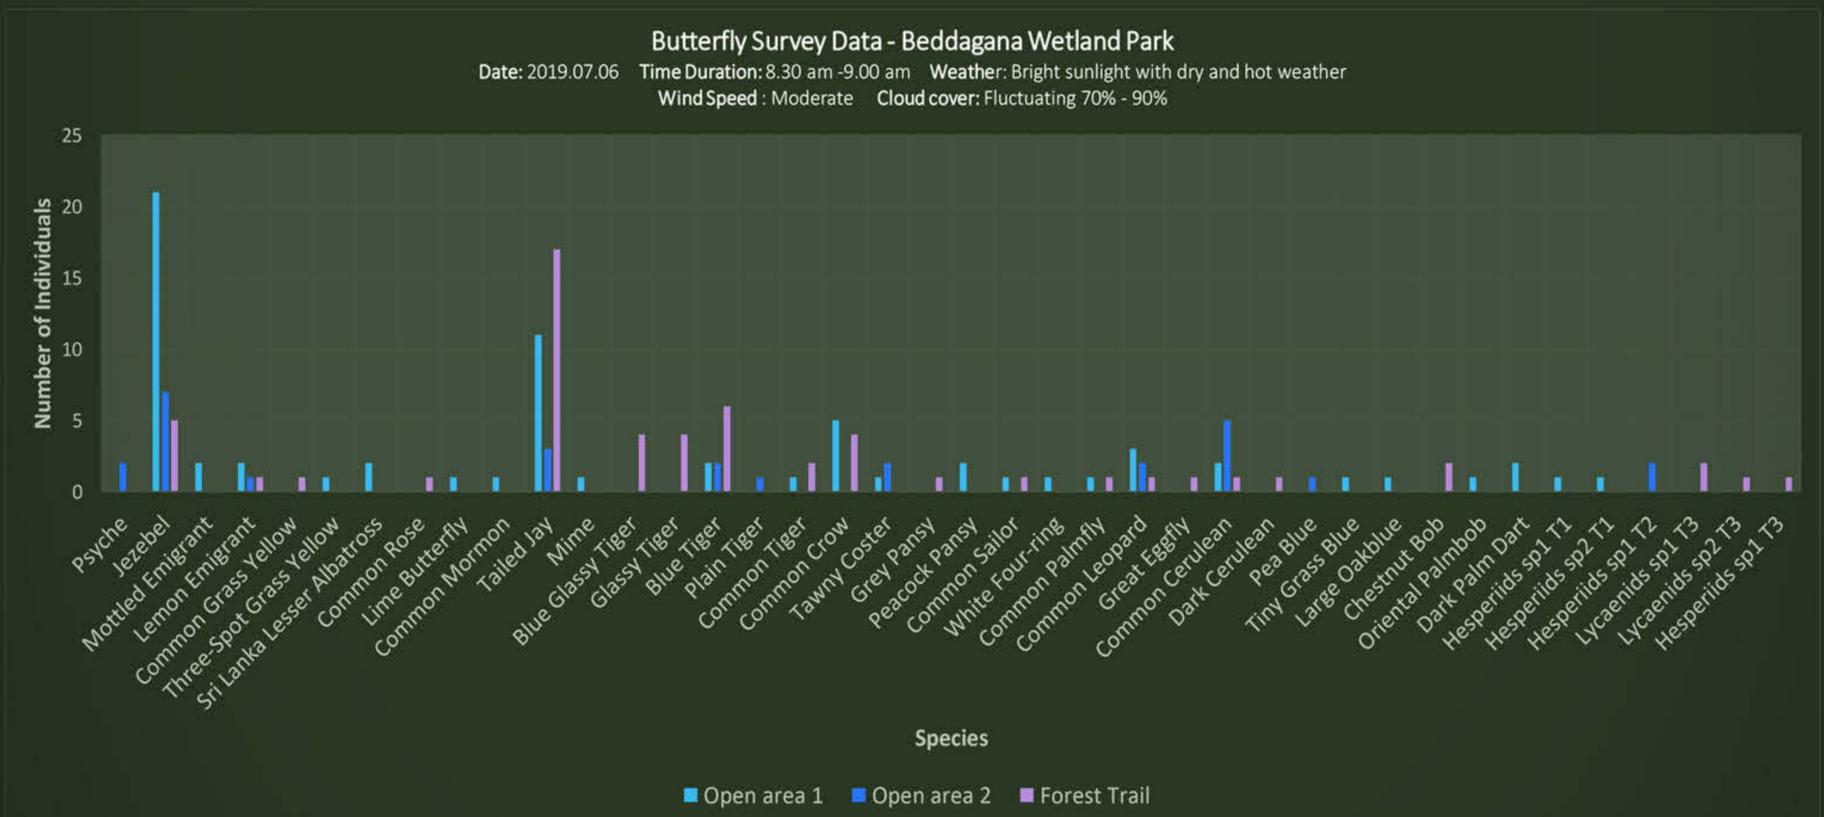 Butterfly Survey Data - Beddagana Wetland Park
Date: 2019.07.06 Time Duration: 8.30 am -9.00 am Weather: Bright sunlight with dry and hot weather
Wind Speed : Moderate Cloud cover: Fluctuating 70% - 90%
Number of Individuals
25
20
15
10
5
0
Psyche
Jezebel
Mottled Emigrant
Lemon Emigrant
Common Grass Yellow
Three-Spot Grass Yellow
Sri Lanka Lesser Albatross
Common Rose
Lime Butterfly
Common Mormon
Tailed Jay
Mime
Blue Glassy Tiger
Glassy Tiger
Blue Tiger
Plain Tiger
Common Tiger
Common Crow
Tawny Coster
Grey Pansy
Peacock Pansy
Common Sailor
White Four-ring
Common Palmfly
Common Leopard
Great Eggfly
Common Cerulean
Dark Cerulean
Pea Blue
Tiny Grass Blue
Large Oakblue
Chestnut Bob
Oriental Palmbob
Dark Palm Dart
Hesperiids sp1 T1
Hesperiids sp2 T1
Hesperiids sp1 T2
Lycaenids sp1 T3
Lycaenids sp2 T3
Hesperiids sp1 T3
Species
Open area 1 Open area 2 Forest Trail